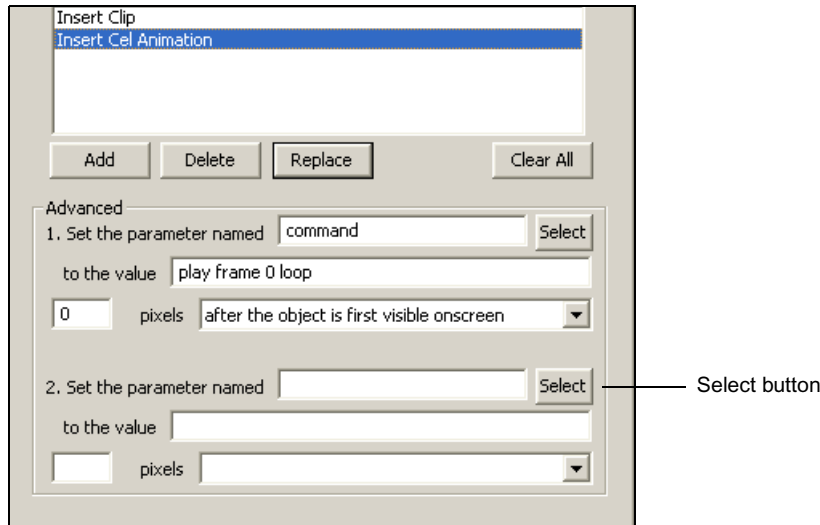 Insert Clip
Insert Cel Animation
Add Delete Replace Clear All
Advanced
1. Set the parameter named command Select
to the value play frame 0 loop
0 pixels after the object is first visible onscreen
2. Set the parameter named Select Select button
to the value
pixels